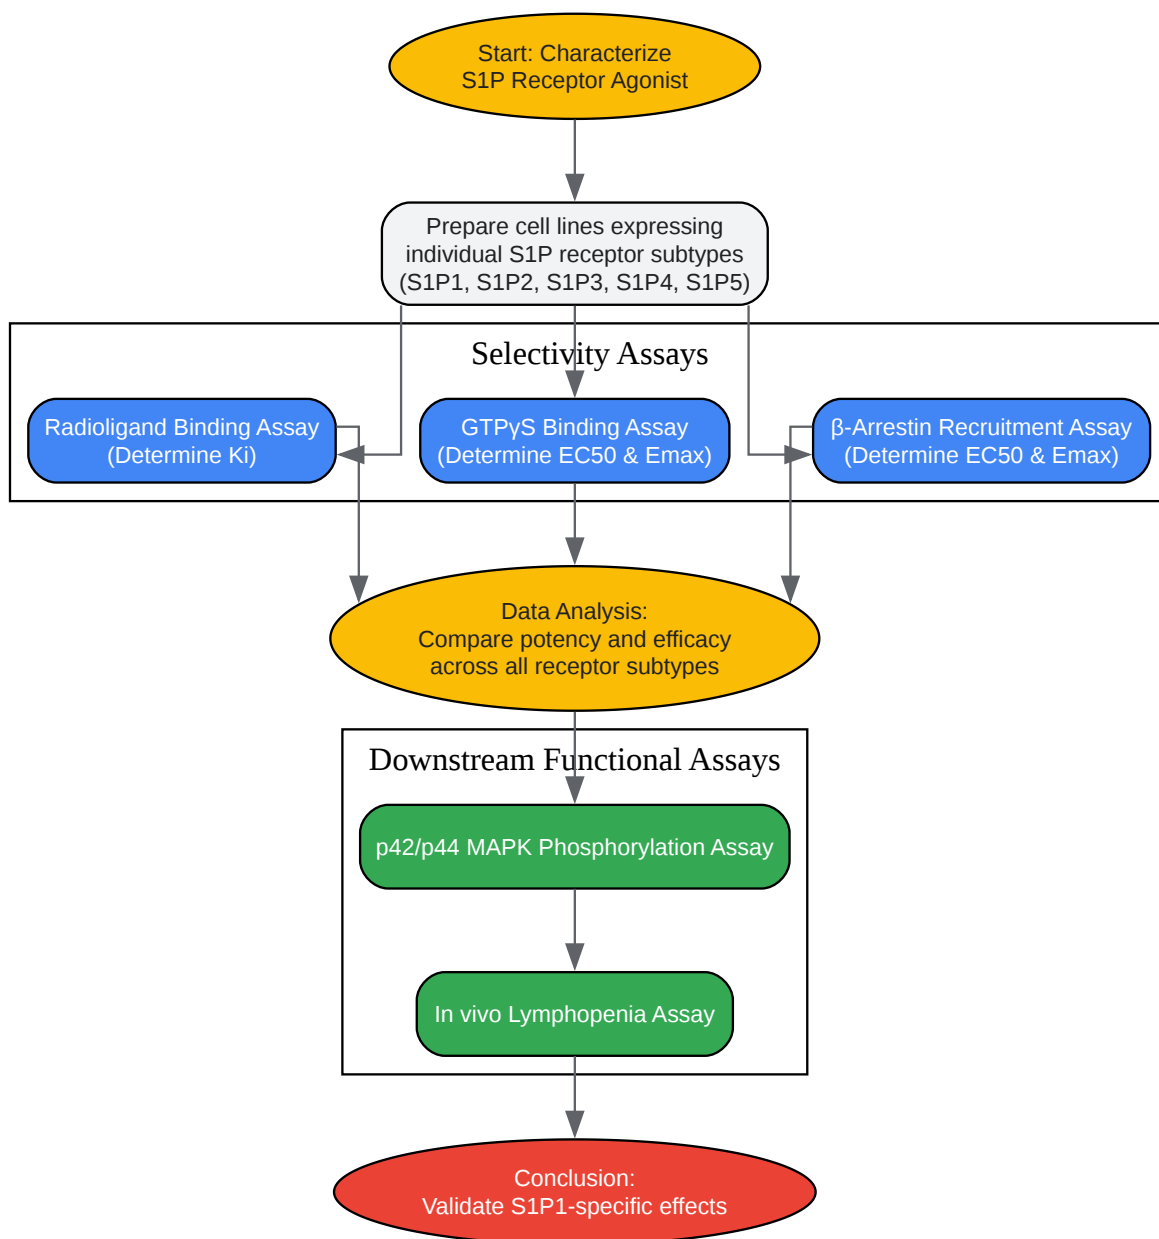 Start: Characterize
S1P Receptor Agonist
Prepare cell lines expressing
individual S1P receptor subtypes
(S1P1, S1P2, S1P3, S1P4, S1P5)
Selectivity Assays
Radioligand Binding Assay
(Determine Ki)
GTPγS Binding Assay
(Determine EC50 & Emax)
β-Arrestin Recruitment Assay
(Determine EC50 & Emax)
Data Analysis:
Compare potency and efficacy
across all receptor subtypes
Downstream Functional Assays
p42/p44 MAPK Phosphorylation Assay
In vivo Lymphopenia Assay
Conclusion:
Validate S1P1-specific effects